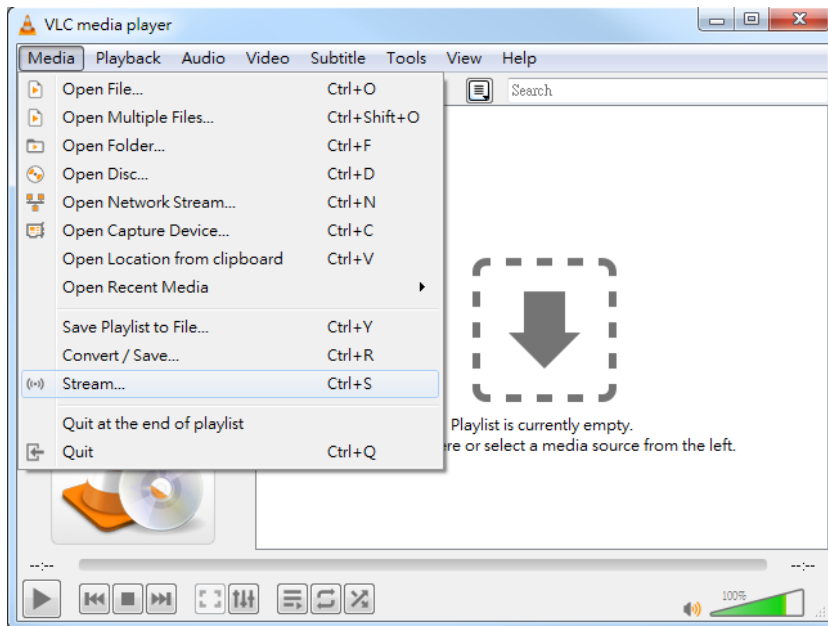 VLC media player
Media Playback Audio Video Subtitle Tools View Help
Search
Open File... Ctrl+O
Open Multiple Files... Ctrl+Shift+O
Open Folder... Ctrl+F
Open Disc... Ctrl+D
Open Network Stream... Ctrl+N
Open Capture Device... Ctrl+C
Open Location from clipboard Ctrl+V
Open Recent Media
Save Playlist to File... Ctrl+Y
Convert / Save... Ctrl+R
Stream... Ctrl+S
Quit at the end of playlist
Quit Ctrl+Q
Playlist is currently empty.
or select a media source from the left.
--:-- --:--
100%